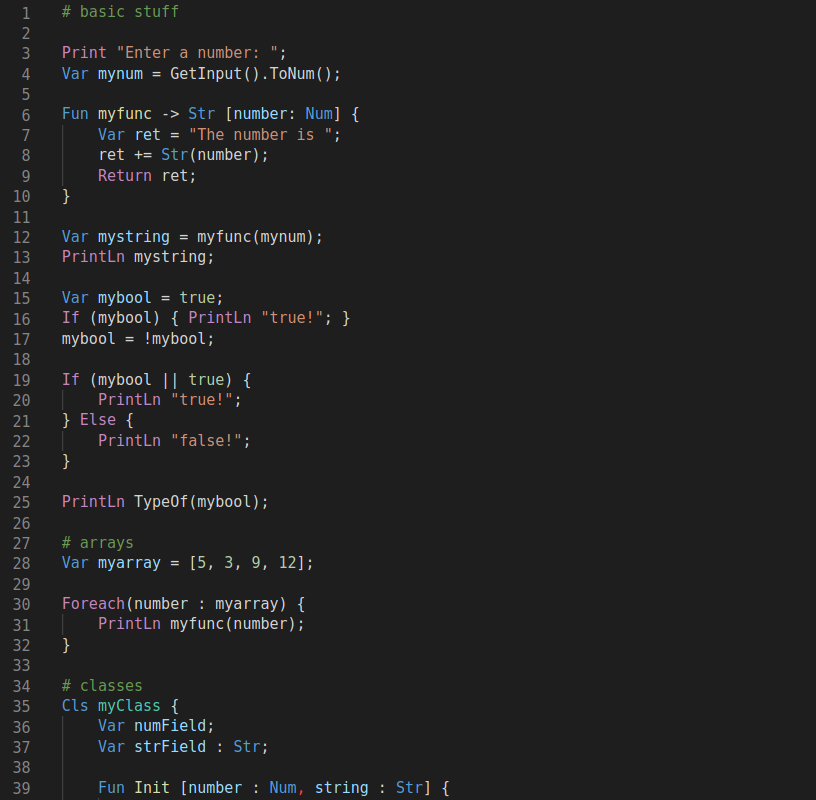 1 # basic stuff
2
3 Print "Enter a number: ";
4 Var mynum = GetInput().ToNum();
5
6 Fun myfunc -> Str [number: Num] {
7     Var ret = "The number is ";
8     ret += Str(number);
9     Return ret;
10 }
11
12 Var mystring = myfunc(mynum);
13 PrintLn mystring;
14
15 Var mybool = true;
16 If (mybool) { PrintLn "true!"; }
17 mybool = !mybool;
18
19 If (mybool || true) {
20     PrintLn "true!";
21 } Else {
22     PrintLn "false!";
23 }
24
25 PrintLn TypeOf(mybool);
26
27 # arrays
28 Var myarray = [5, 3, 9, 12];
29
30 Foreach(number : myarray) {
31     PrintLn myfunc(number);
32 }
33
34 # classes
35 Cls myClass {
36     Var numField;
37     Var strField : Str;
38
39     Fun Init [number : Num, string : Str] {